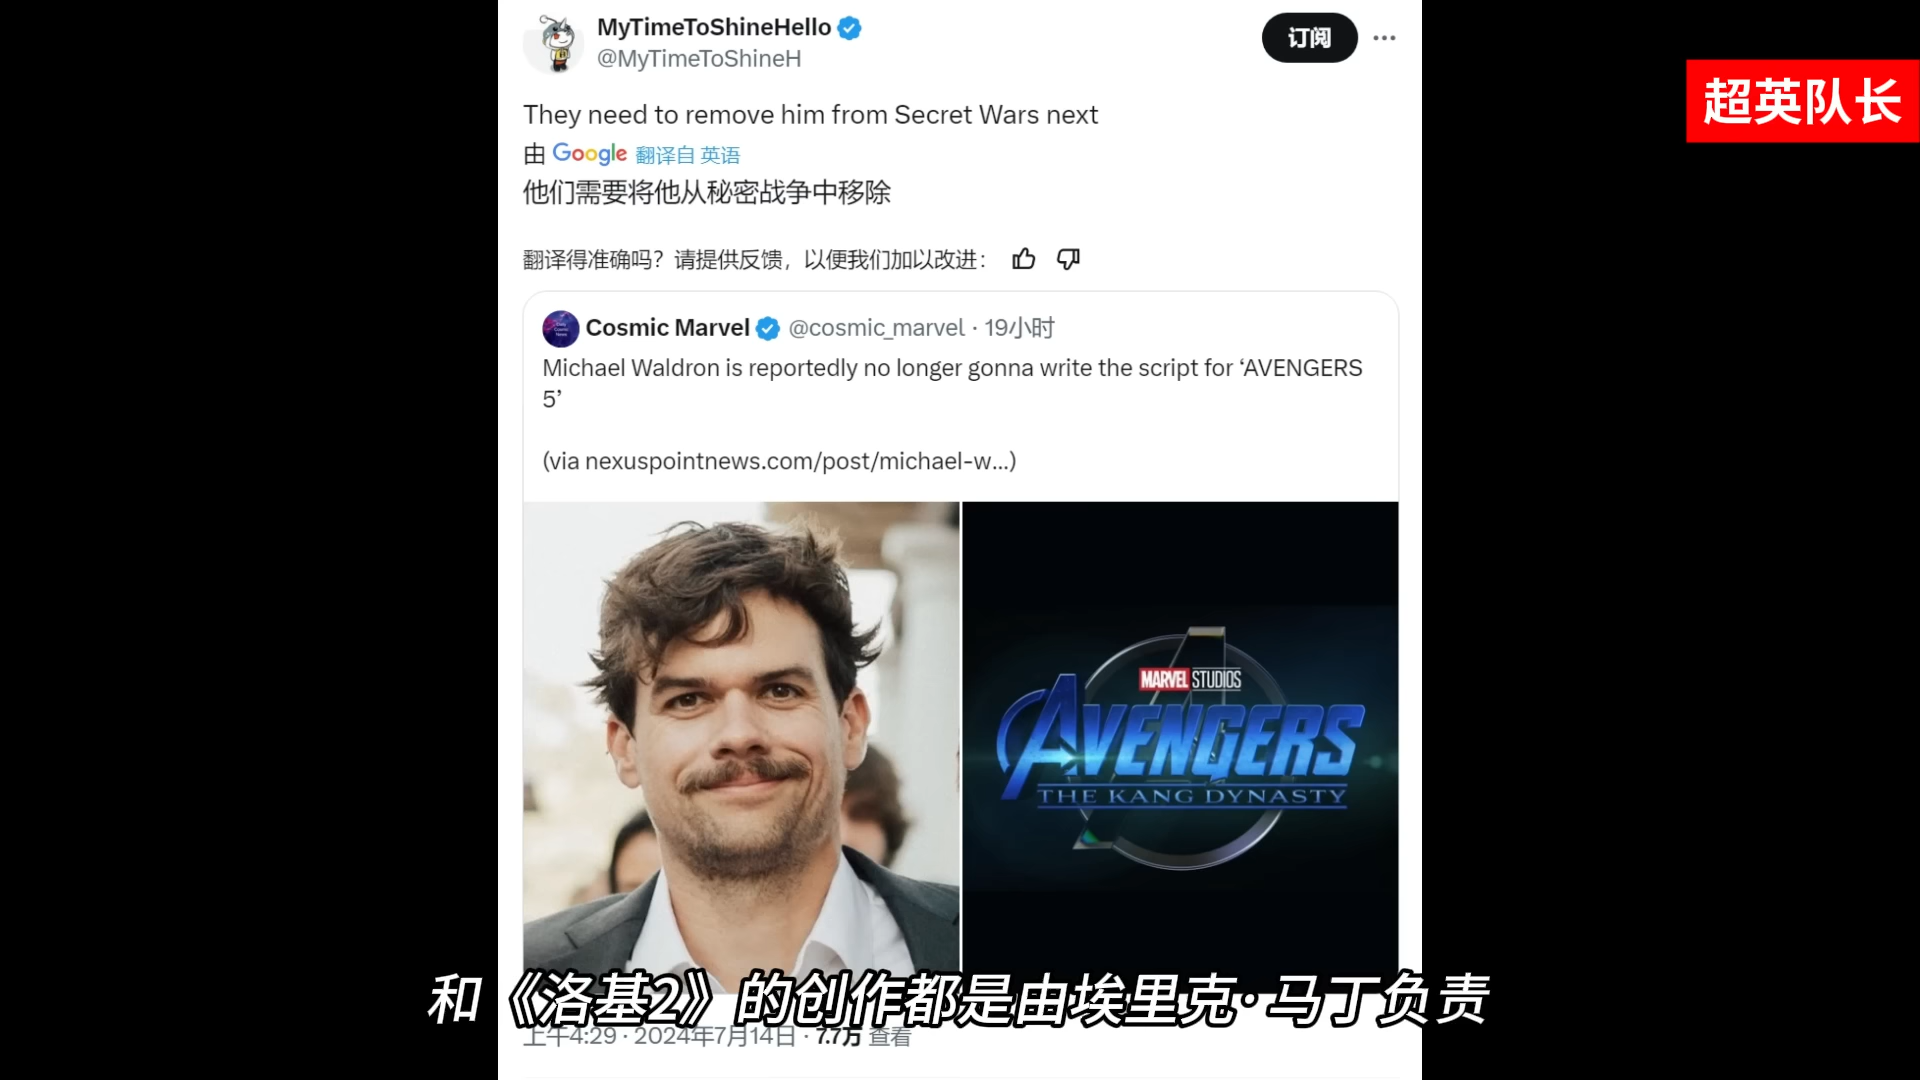 MyTimeToShineHello
@MyTimeToShineH
订阅
超英队长
They need to remove him from Secret Wars next
由 Google 翻译自 英语
他们需要将他从秘密战争中移除
翻译得准确吗？请提供反馈，以便我们加以改进：
Cosmic Marvel @cosmic_marvel · 19小时
Michael Waldron is reportedly no longer gonna write the script for ‘AVENGERS
5’
(via nexuspointnews.com/post/michael-w...)
MARVEL STUDIOS
AVENGERS
THE KANG DYNASTY
和《洛基2》的创作都是由埃里克·马丁负责
上午4:29 · 2024年7月14日 · 7.7万 查看